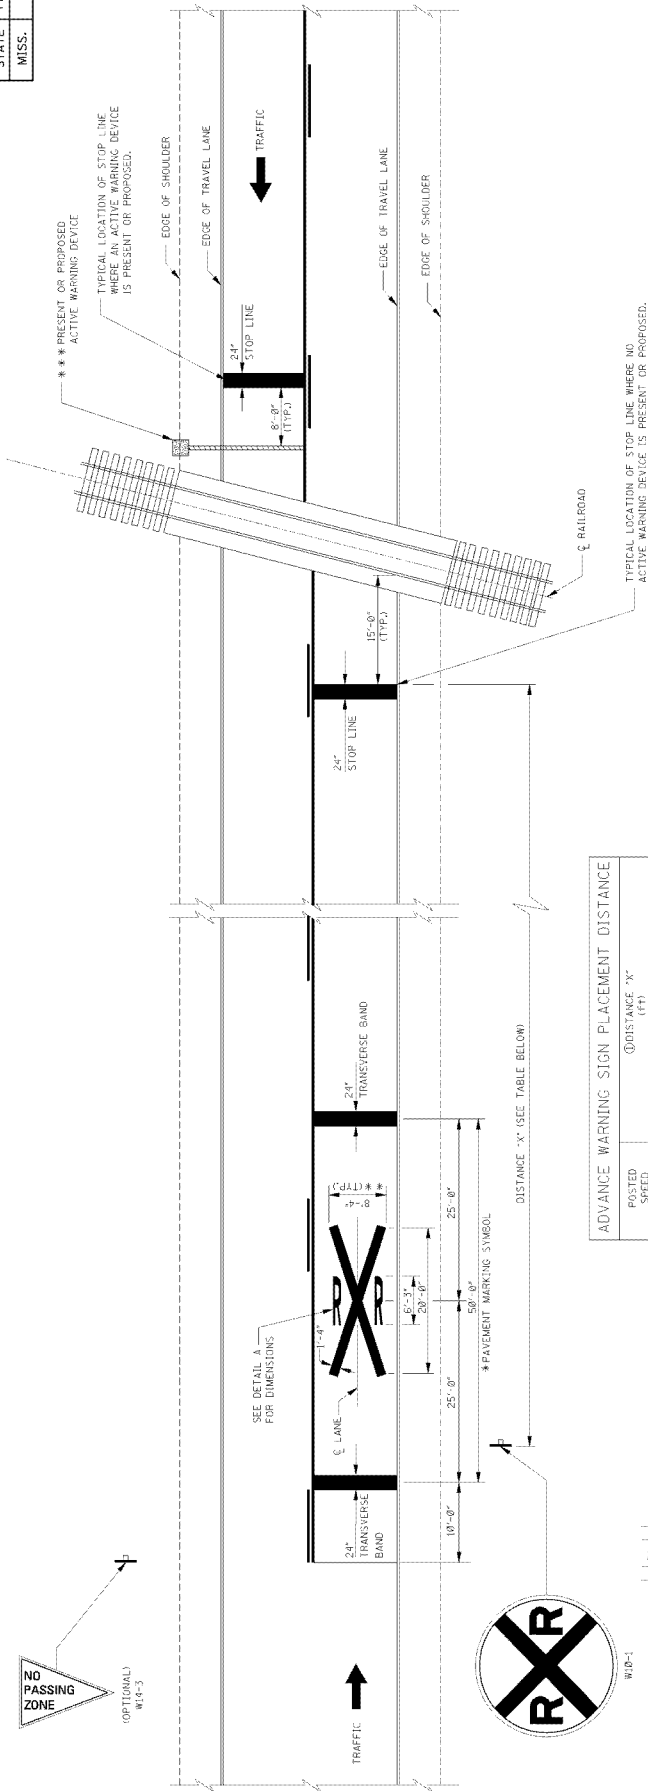 STATE
MISS.
* * * PRESENT OR PROPOSED
ACTIVE WARNING DEVICE
TYPICAL LOCATION OF STOP LINE
WHERE AN ACTIVE WARNING DEVICE
IS PRESENT OR PROPOSED.
EDGE OF SHOULDER
EDGE OF TRAVEL LANE
TRAFFIC
24"
STOP LINE
8'-0"
(TYP.)
EDGE OF TRAVEL LANE
EDGE OF SHOULDER
℄ RAILROAD
15'-0"
(TYP.)
24"
STOP LINE
TYPICAL LOCATION OF STOP LINE WHERE NO
ACTIVE WARNING DEVICE IS PRESENT OR PROPOSED.
24"
TRANSVERSE BAND
8'-4"
* * (TYP.)
SEE DETAIL A
FOR DIMENSIONS
1'-4"
R R
℄ LANE
6'-3"
20'-0"
25'-0"
25'-0"
50'-0"
* PAVEMENT MARKING SYMBOL
DISTANCE "X" (SEE TABLE BELOW)
24"
TRANSVERSE
BAND
10'-0"
NO
PASSING
ZONE
(OPTIONAL)
W14-3
TRAFFIC
R R
W10-1
ADVANCE WARNING SIGN PLACEMENT DISTANCE
POSTED
SPEED
① DISTANCE "X"
(ft)